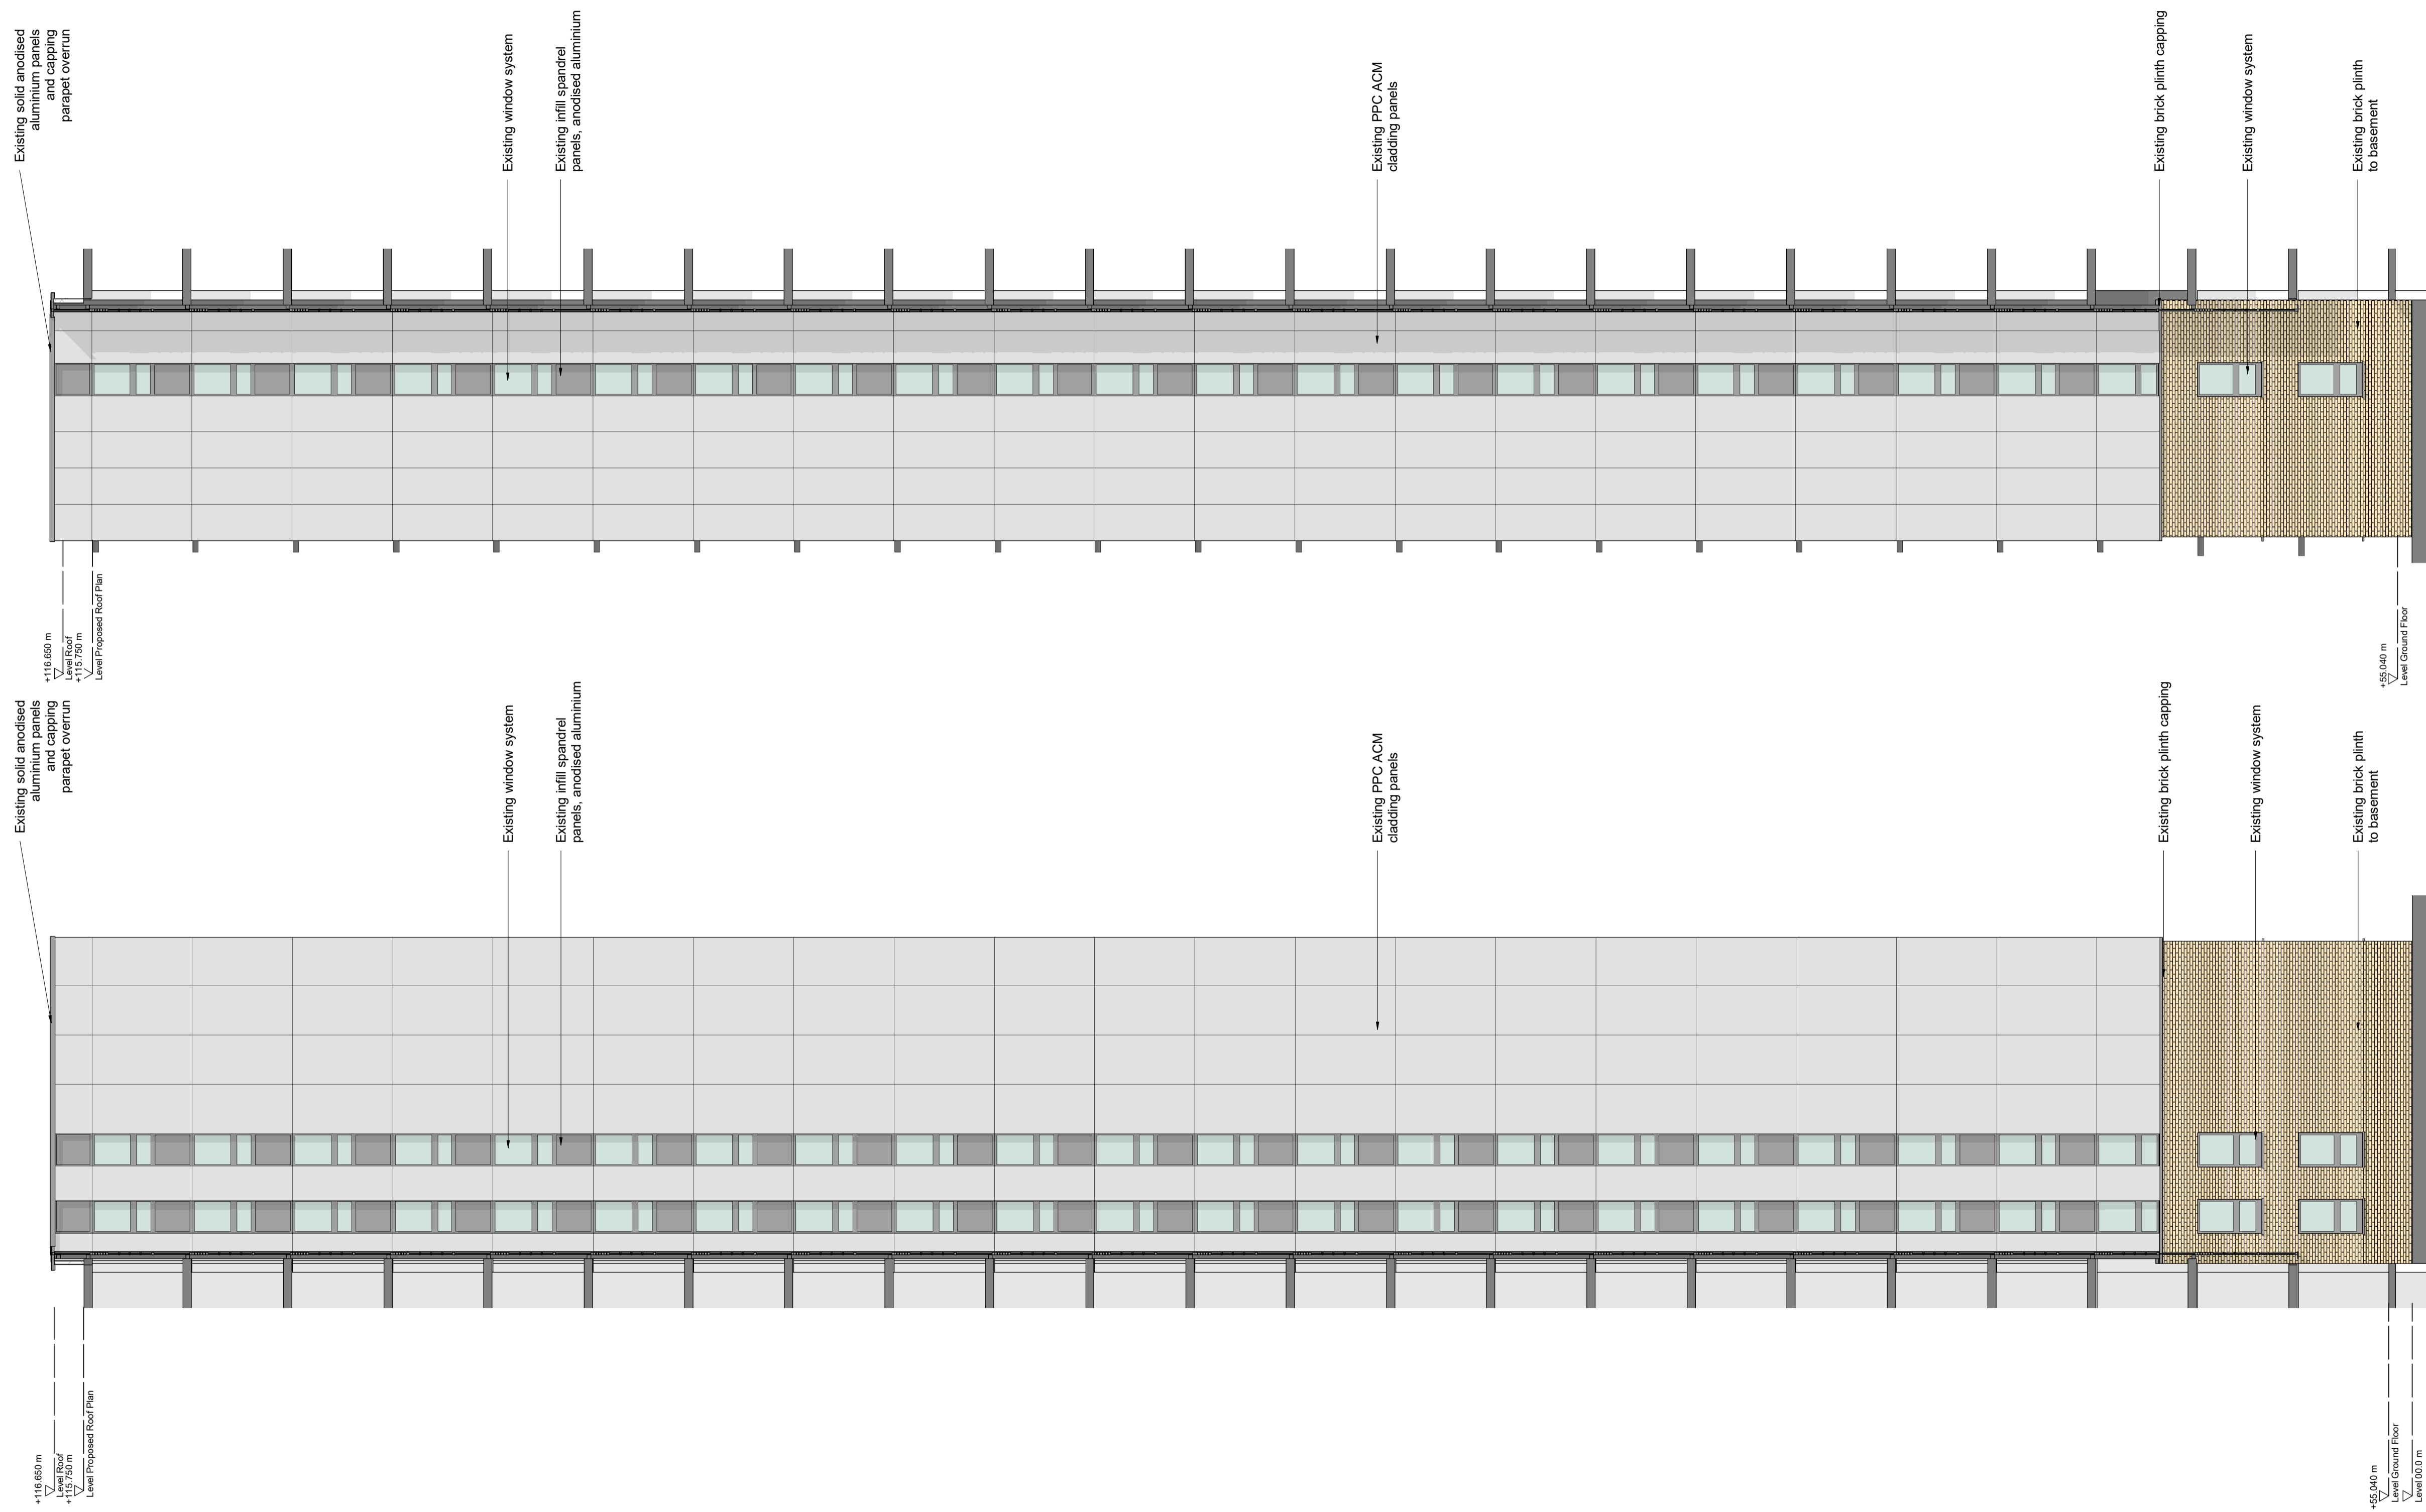 Existing solid anodised
aluminium panels
and capping
parapet overrun
Existing window system
Existing infill spandrel
panels, anodised aluminium
Existing PPC ACM
cladding panels
Existing brick plinth capping
Existing window system
Existing brick plinth
to basement
+116.650 m
Level Roof
+115.750 m
Level Proposed Roof Plan
+55.040 m
Level Ground Floor
Existing solid anodised
aluminium panels
and capping
parapet overrun
Existing window system
Existing infill spandrel
panels, anodised aluminium
Existing PPC ACM
cladding panels
Existing brick plinth capping
Existing window system
Existing brick plinth
to basement
+116.650 m
Level Roof
+115.750 m
Level Proposed Roof Plan
+55.040 m
Level Ground Floor
Level 00.0 m